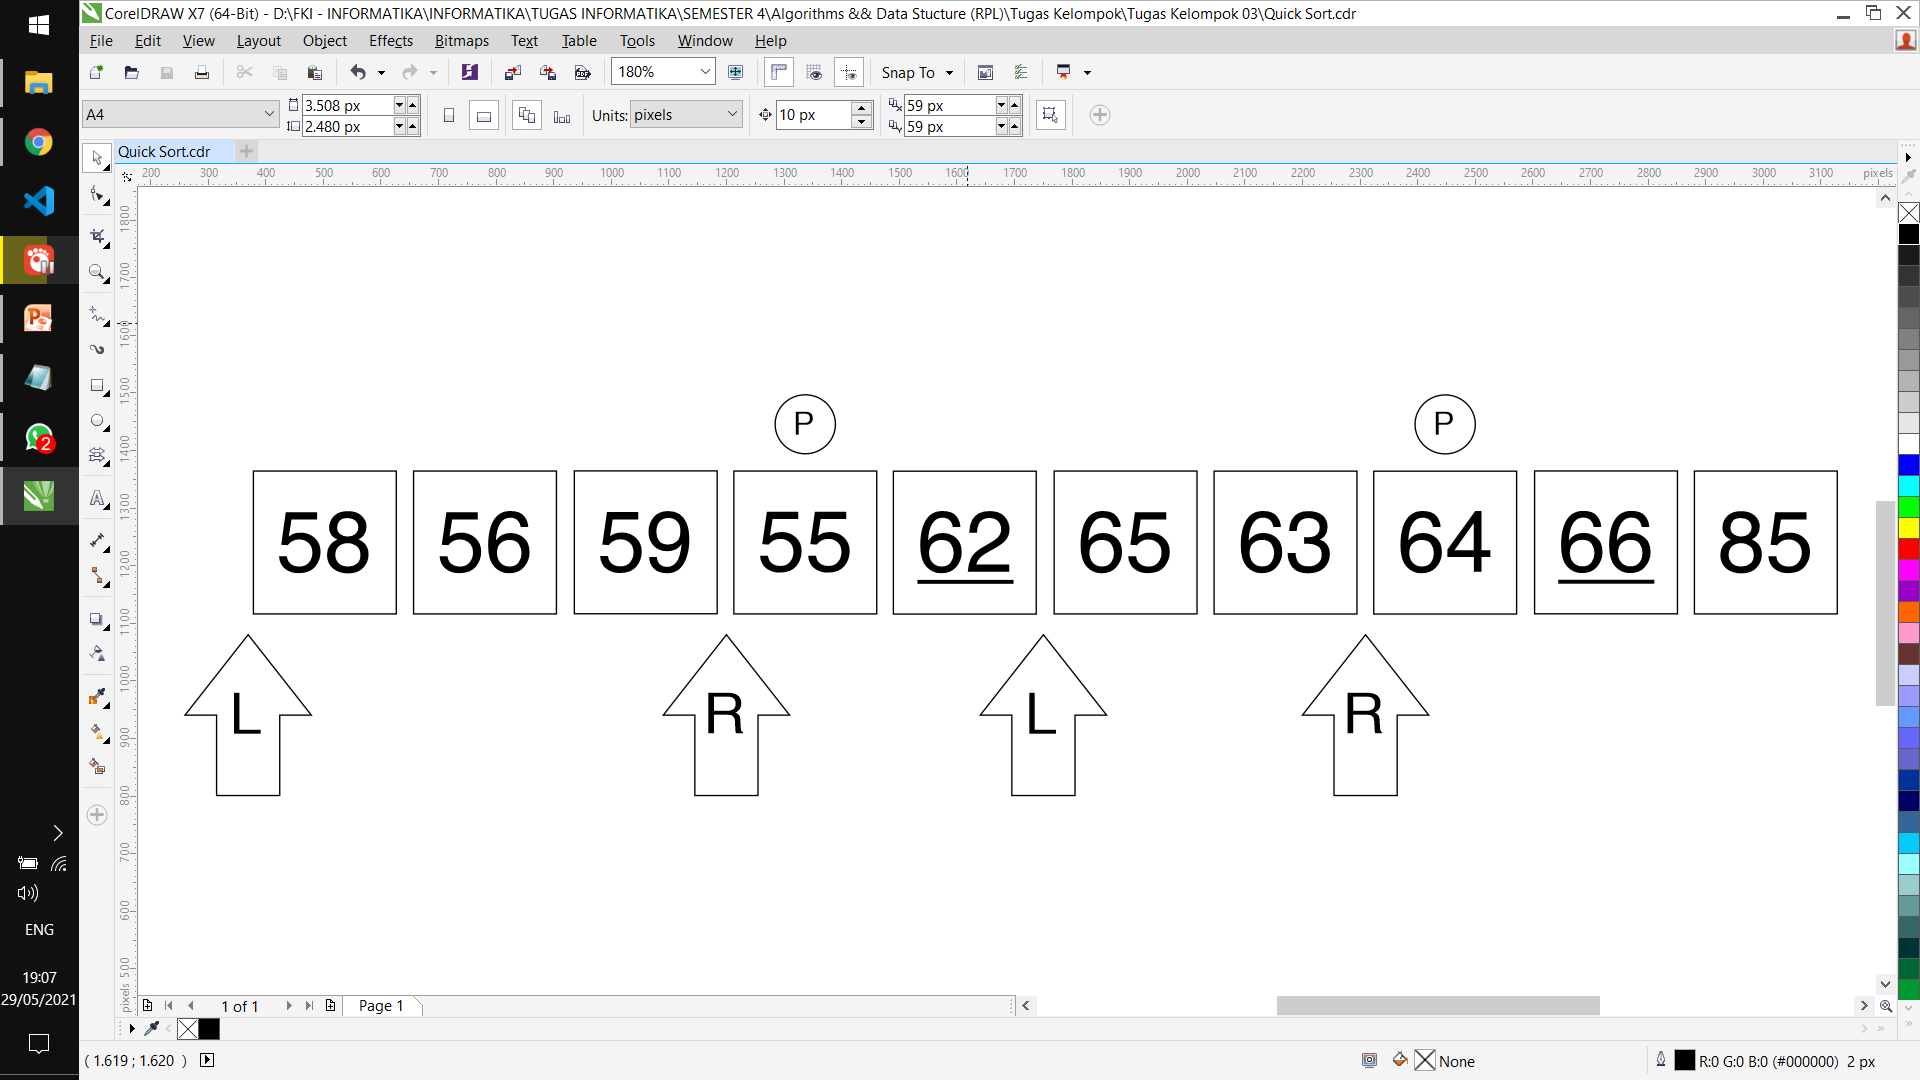 CorelDRAW X7 (64-Bit) - D:\FKI - INFORMATIKA\INFORMATIKA\TUGAS INFORMATIKA\SEMESTER 4\Algorithms && Data Stucture (RPL)\Tugas Kelompok\Tugas Kelompok 03\Quick Sort.cdr
File Edit View Layout Object Effects Bitmaps Text Table Tools Window Help
180% Snap To
A4 3.508 px 2.480 px Units: pixels 10 px 59 px 59 px
Quick Sort.cdr
200 300 400 500 600 700 800 900 1000 1100 1200 1300 1400 1500 1600 1700 1800 1900 2000 2100 2200 2300 2400 2500 2600 2700 2800 2900 3000 3100 pixels
1800
1700
1600
1500
1400
1300
1200
1100
1000
900
800
700
600
500
pixels
P P
58 56 59 55 62 65 63 64 66 85
L R L R
2
ENG
19:07
29/05/2021
1 of 1 Page 1
( 1.619 ; 1.620 ) None R:0 G:0 B:0 (#000000) 2 px